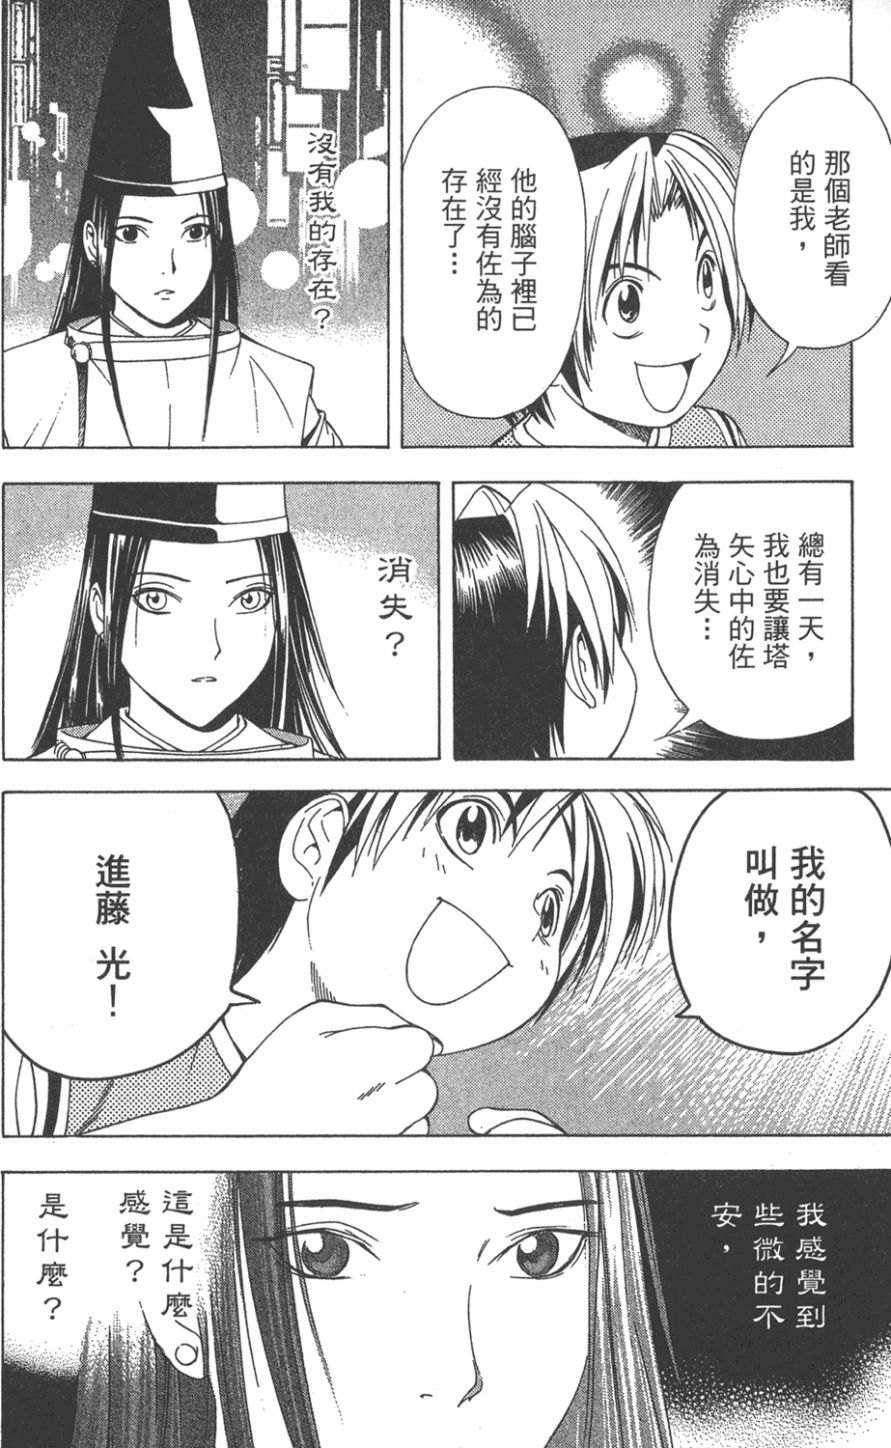 那個老師看
的是我，
他的腦子裡已
經沒有佐為的
存在了…
沒有我的存在？
總有一天，
我也要讓塔
矢心中的佐
為消失…
消失？
我的名字
叫做，
進藤 光！
我感覺到
些微的不
安，
這是什麼
感覺？
是什麼？